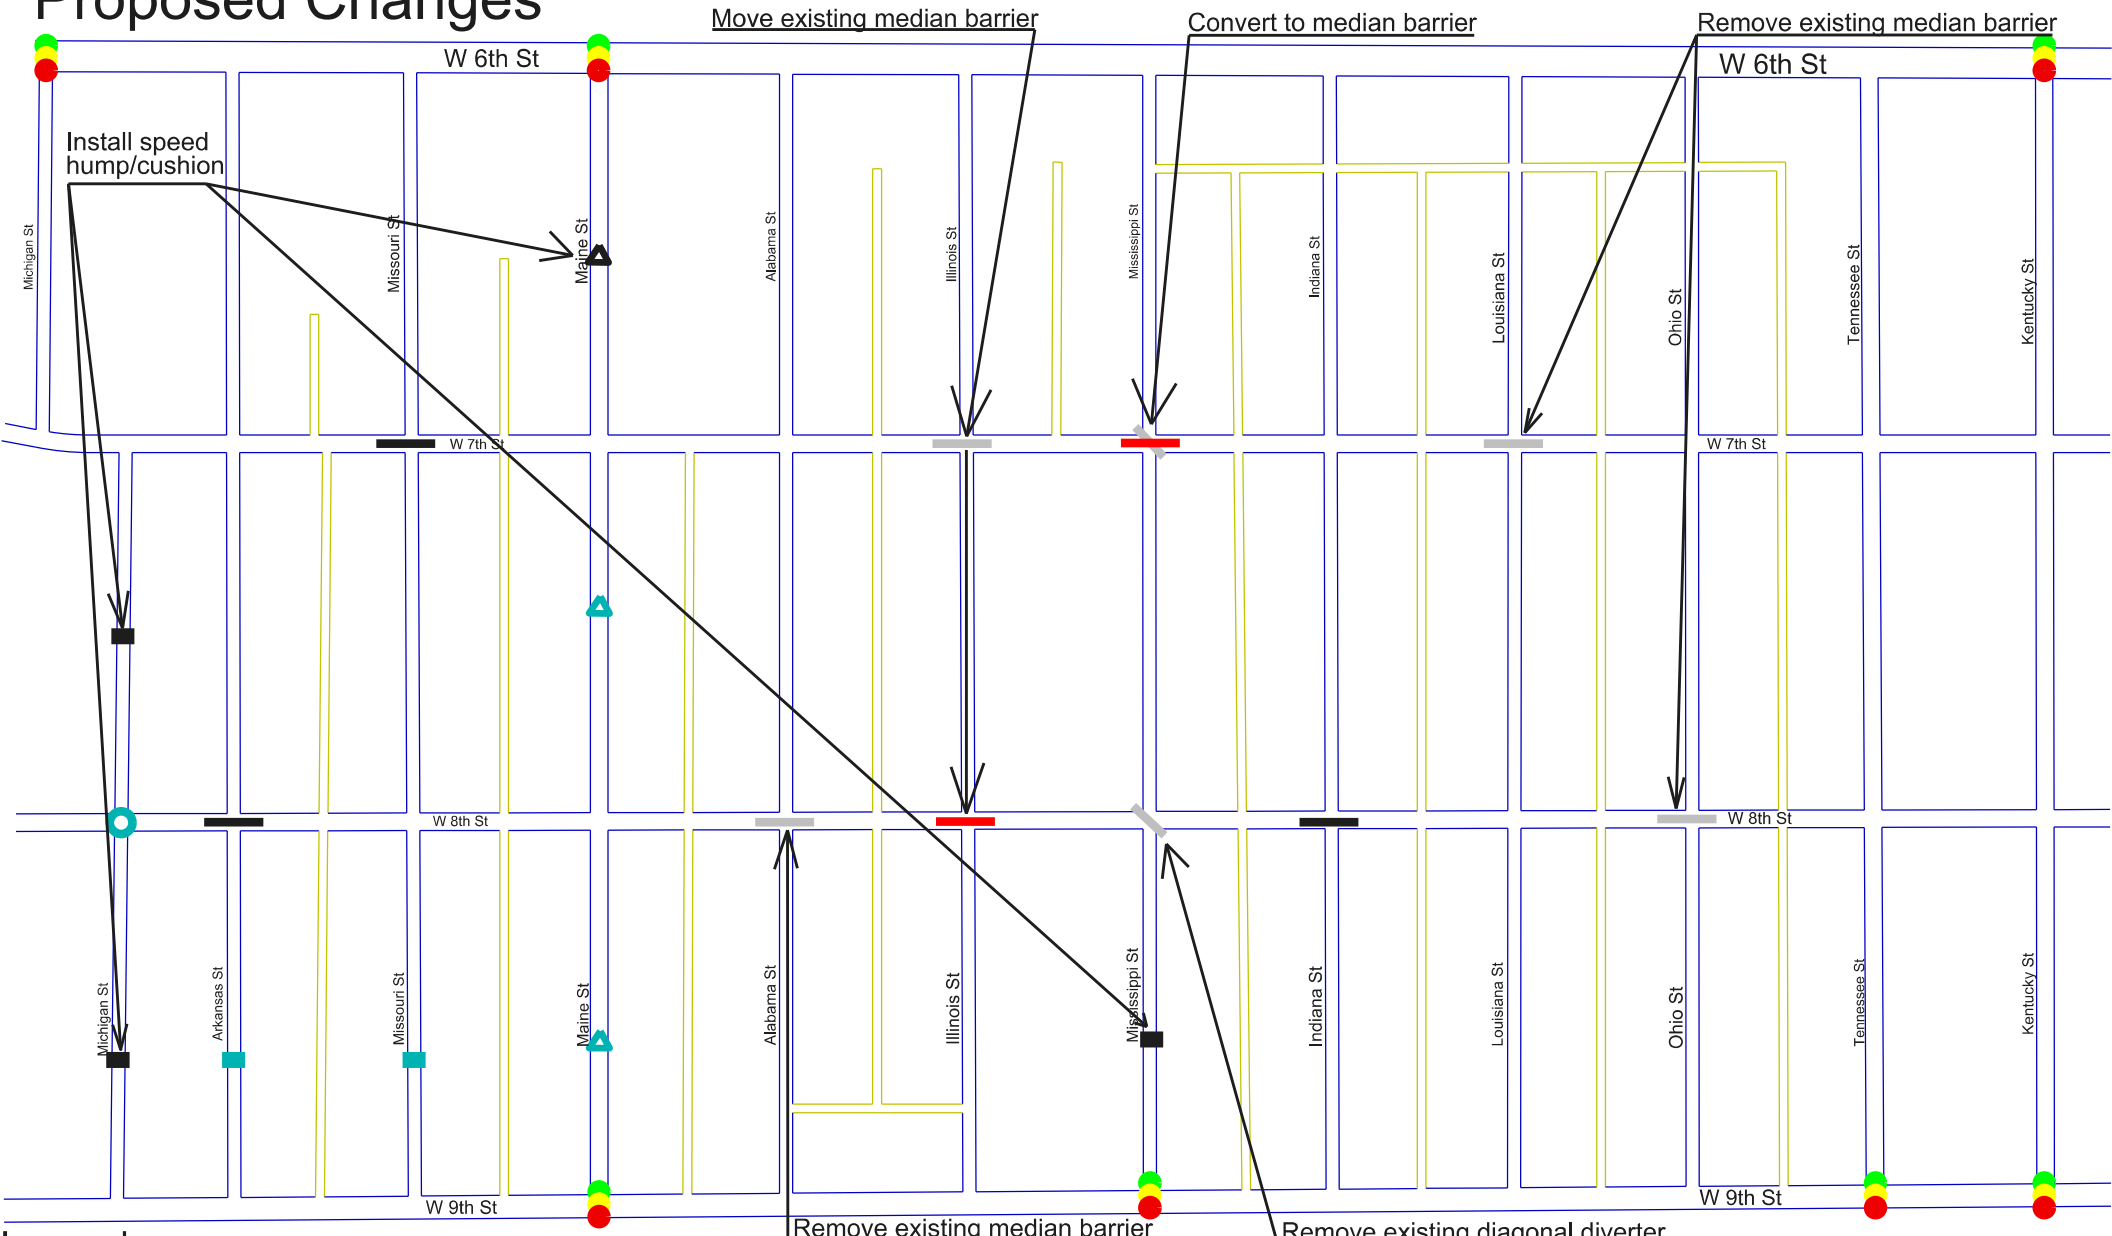 Proposed Changes
Move existing median barrier
Convert to median barrier
Remove existing median barrier
W 6th St
W 6th St
Install speed
hump/cushion
Michigan St
Missouri St
Maine St
Alabama St
Illinois St
Mississippi St
Indiana St
Louisiana St
Ohio St
Tennessee St
Kentucky St
W 7th St
W 7th St
W 8th St
W 8th St
Michigan St
Arkansas St
Missouri St
Maine St
Alabama St
Illinois St
Mississippi St
Indiana St
Louisiana St
Ohio St
Tennessee St
Kentucky St
W 9th St
W 9th St
Remove existing median barrier
Remove existing diagonal diverter